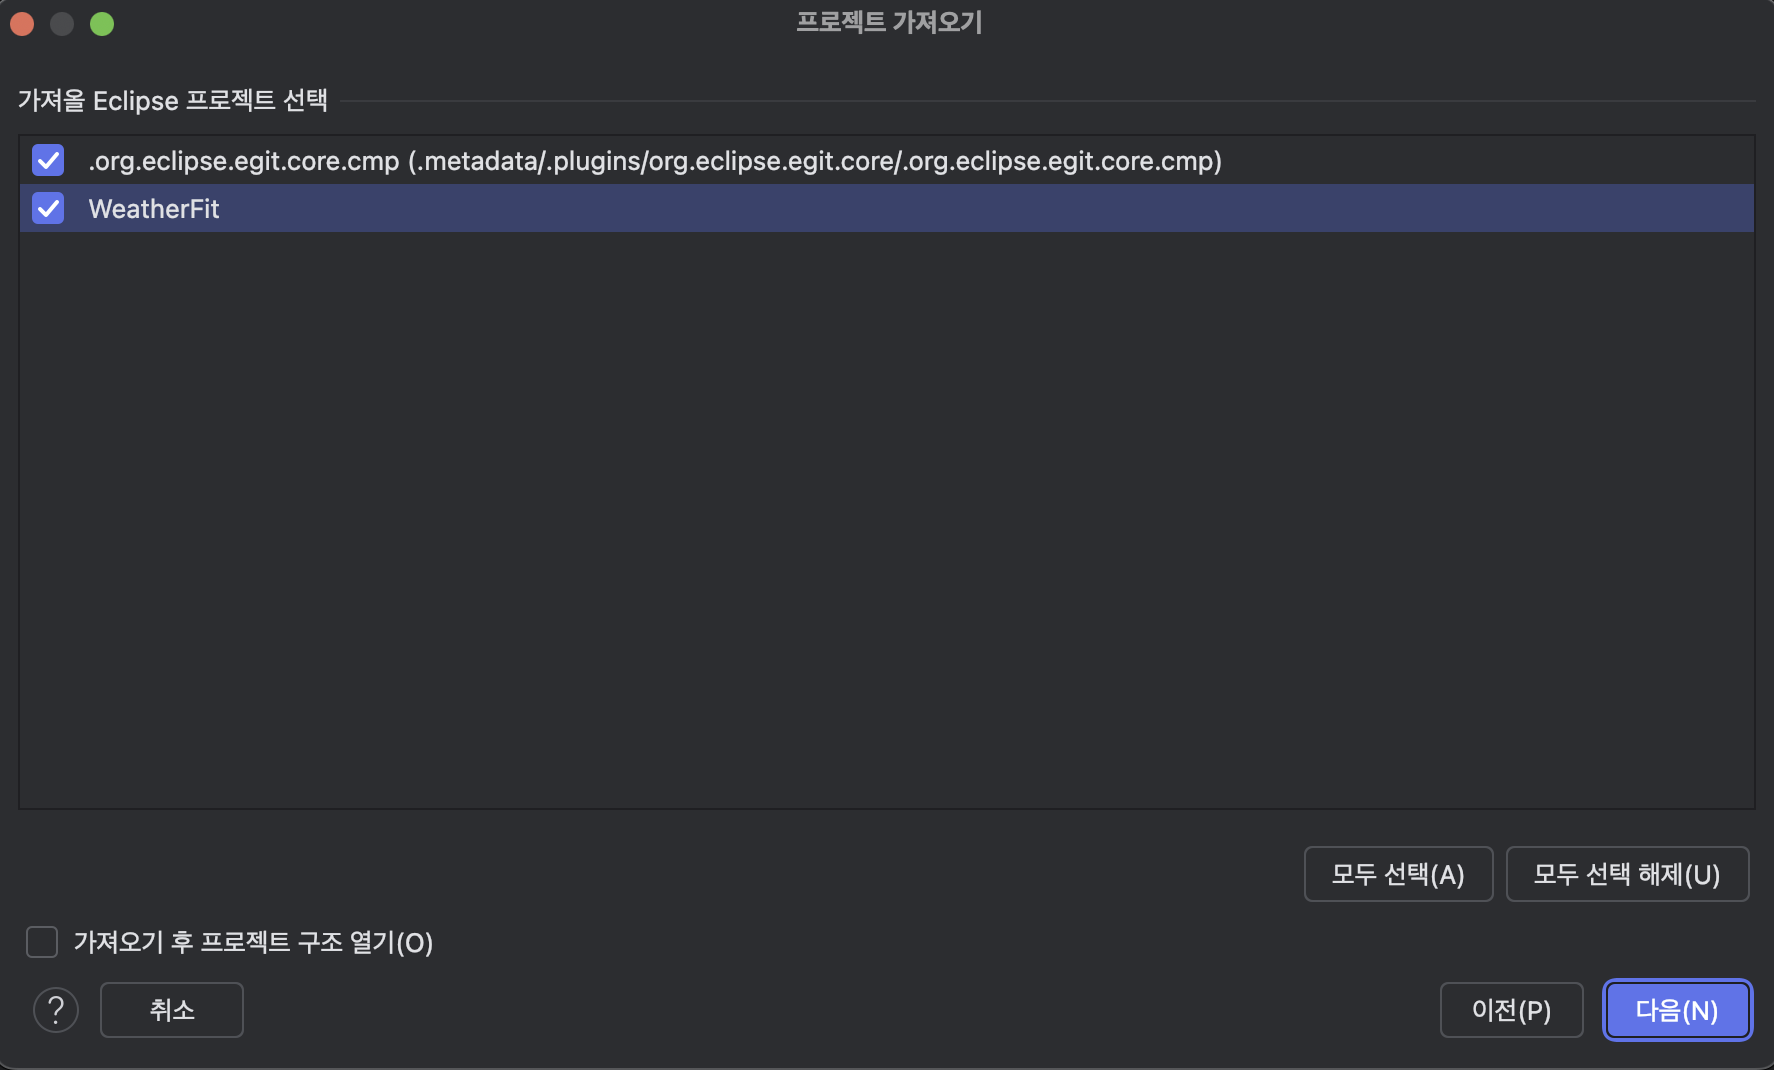 프로젝트 가져오기
가져올 Eclipse 프로젝트 선택
.org.eclipse.egit.core.cmp (.metadata/.plugins/org.eclipse.egit.core/.org.eclipse.egit.core.cmp)
WeatherFit
모두 선택(A)
모두 선택 해제(U)
가져오기 후 프로젝트 구조 열기(O)
?
취소
이전(P)
다음(N)